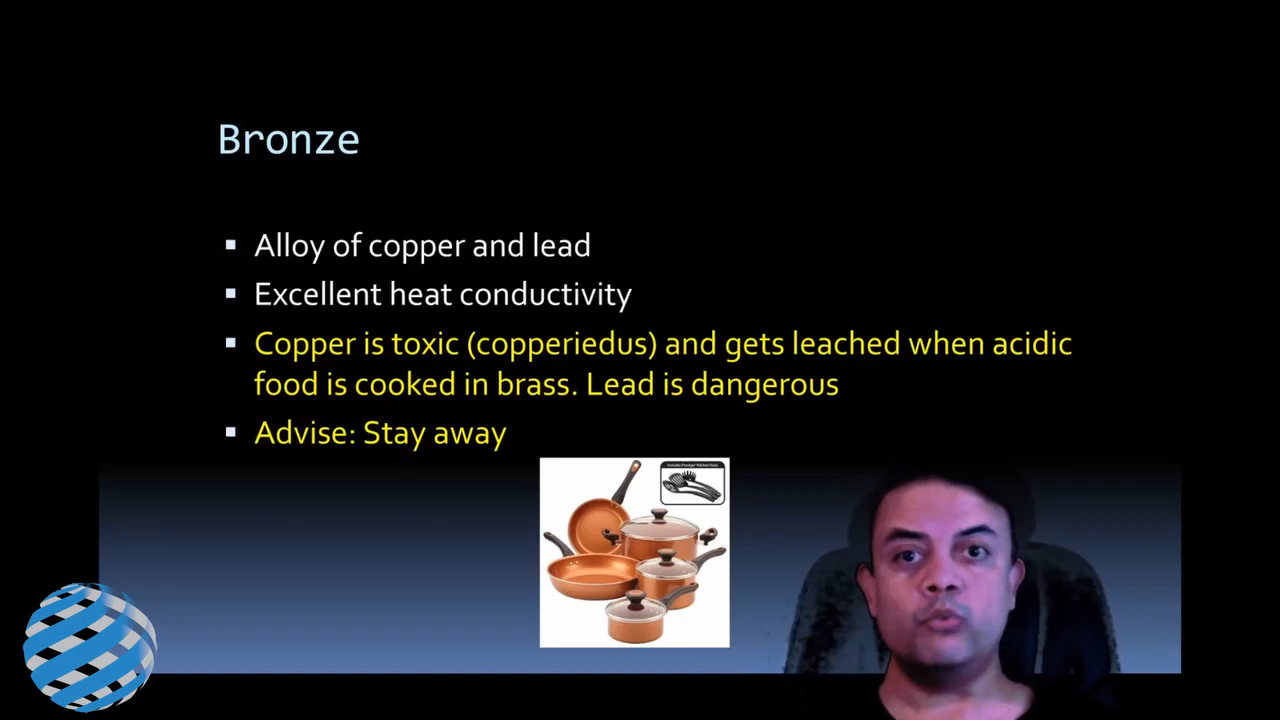 Bronze
Alloy of copper and lead
Excellent heat conductivity
Copper is toxic (copperiedus) and gets leached when acidic
food is cooked in brass. Lead is dangerous
Advise: Stay away